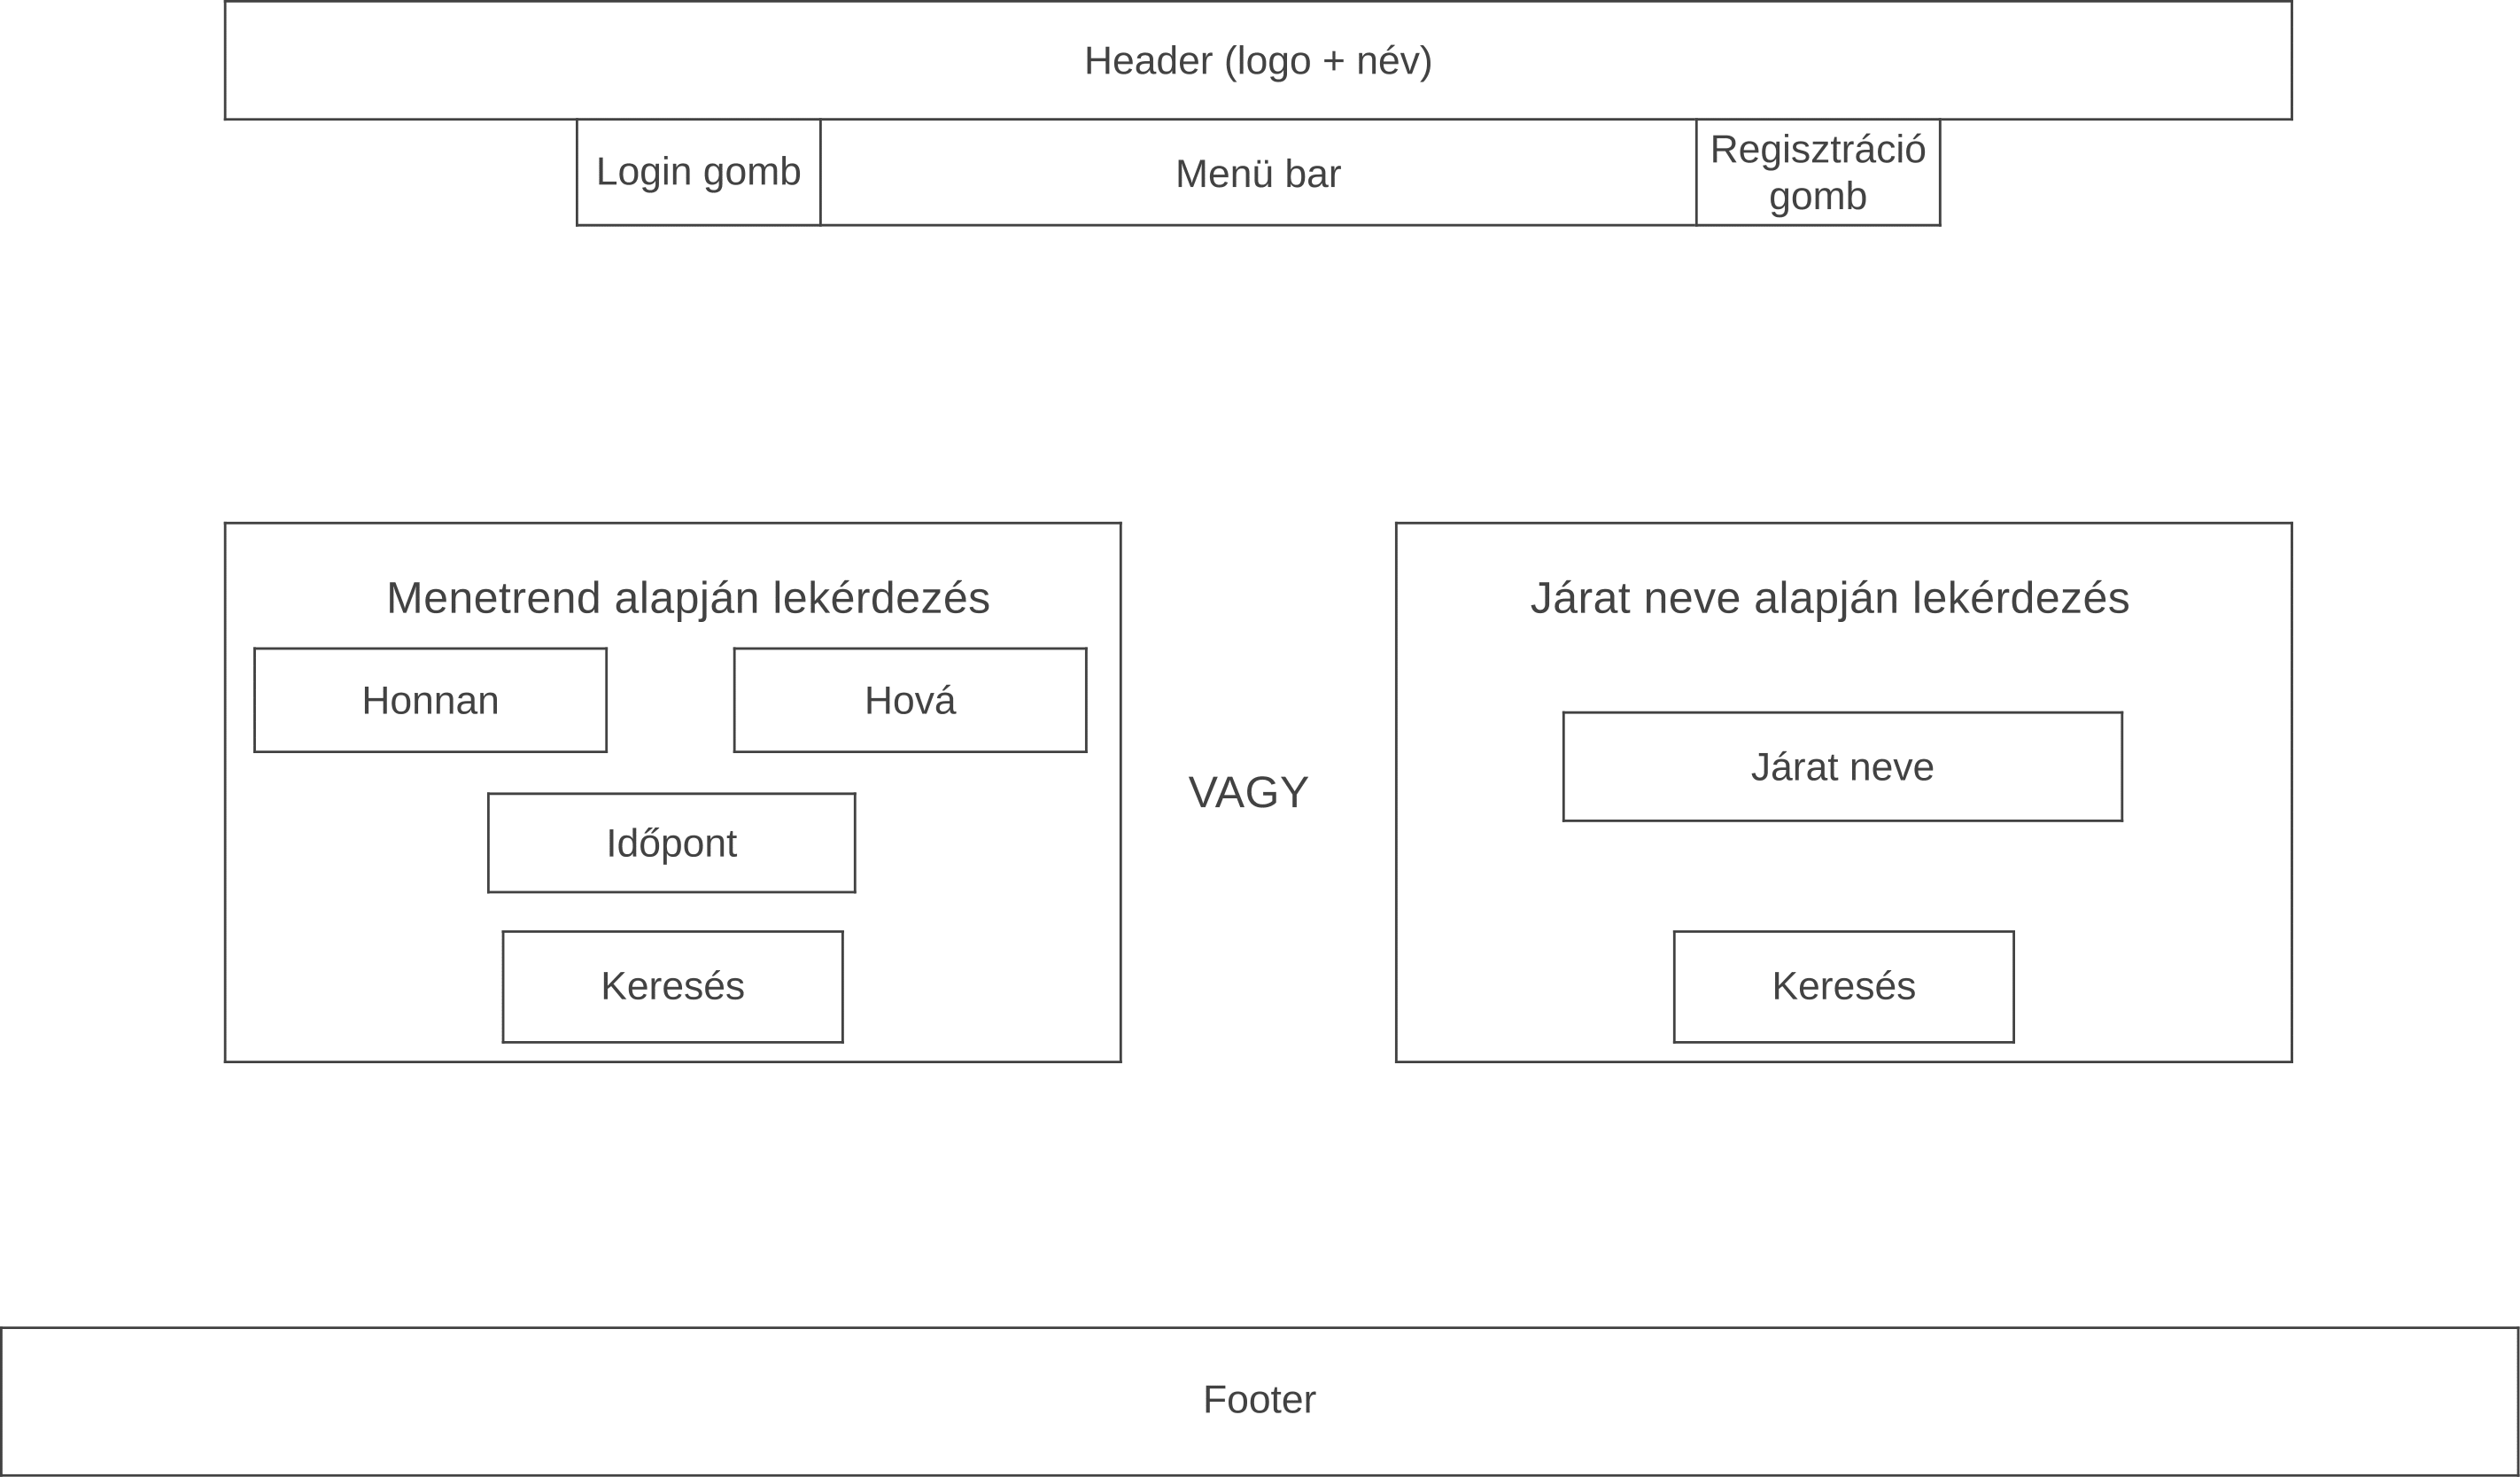 Header (logo + név)
Login gomb
Menü bar
Regisztráció
gomb
Menetrend alapján lekérdezés
Honnan
Hová
Időpont
Keresés
VAGY
Járat neve alapján lekérdezés
Járat neve
Keresés
Footer